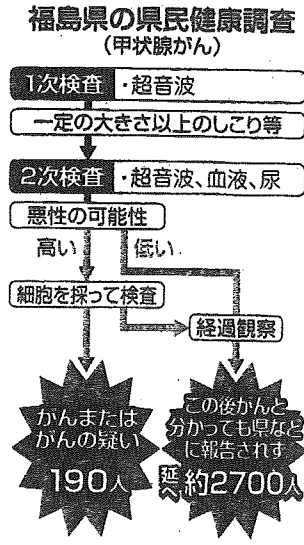 福島県の県民健康調査
(甲状腺がん)
1次検査 ・超音波
一定の大きさ以上のしこり等
2次検査 ・超音波、血液、尿
悪性の可能性
高い 低い
細胞を採って検査
経過観察
がんまたは
がんの疑い
190人
この後がんと
分かっても県など
に報告されず
延べ約2700人